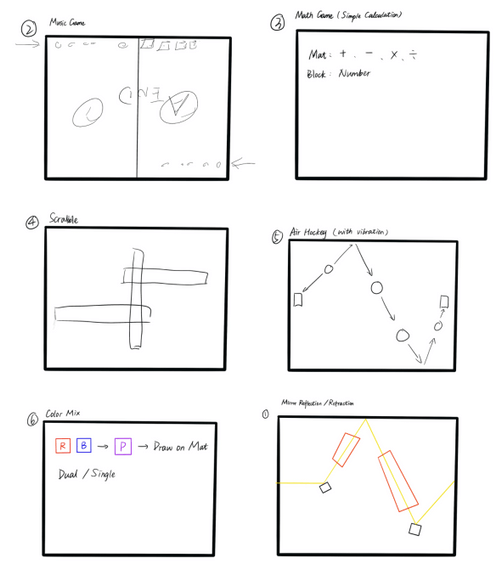 ② Music Game
③ Math Game (Simple Calculation)
Mat: + . - . × . ÷
Block: Number
④ Scrabble
⑤ Air Hockey (with vibration)
⑥ Color Mix
R B → P → Draw on Mat
Dual / Single
① Mirror Reflection / Refraction